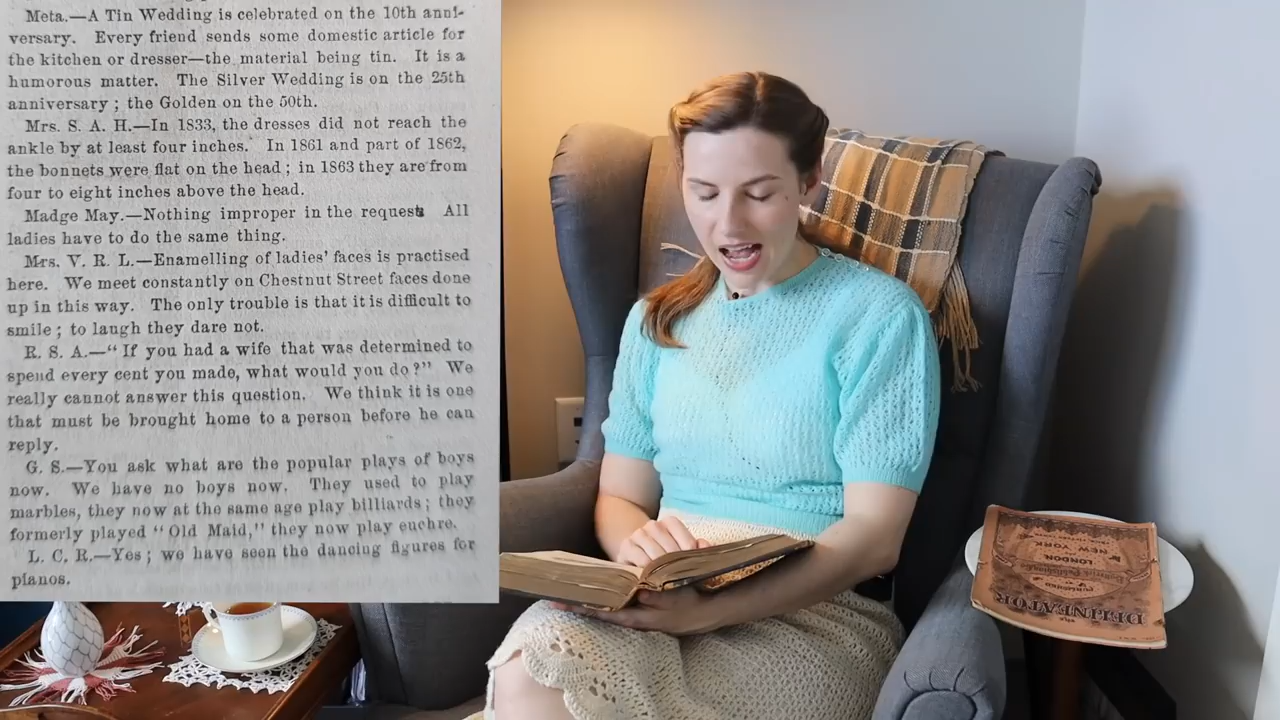 Meta.—A Tin Wedding is celebrated on the 10th anni-
versary. Every friend sends some domestic article for
the kitchen or dresser—the material being tin. It is a
humorous matter. The Silver Wedding is on the 25th
anniversary; the Golden on the 50th.
Mrs. S. A. H.—In 1833, the dresses did not reach the
ankle by at least four inches. In 1861 and part of 1862,
the bonnets were flat on the head; in 1863 they are from
four to eight inches above the head.
Madge May.—Nothing improper in the request. All
ladies have to do the same thing.
Mrs. V. R. L.—Enamelling of ladies' faces is practised
here. We meet constantly on Chestnut Street faces done
up in this way. The only trouble is that it is difficult to
smile; to laugh they dare not.
R. S. A.—“If you had a wife that was determined to
spend every cent you made, what would you do?” We
really cannot answer this question. We think it is one
that must be brought home to a person before he can
reply.
G. S.—You ask what are the popular plays of boys
now. We have no boys now. They used to play
marbles, they now at the same age play billiards; they
formerly played “Old Maid,” they now play euchre.
L. C. R.—Yes; we have seen the dancing figures for
pianos.
THE
DELINEATOR
LONDON
NEW YORK